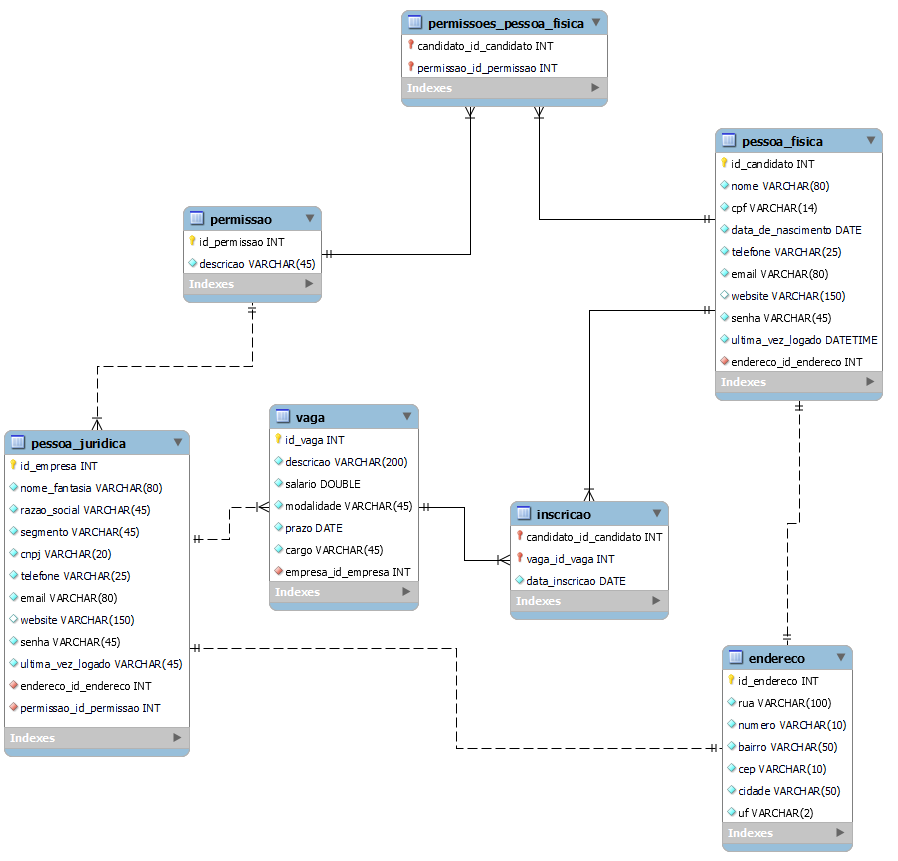 permissoes_pessoa_fisica
candidato_id_candidato INT
permissao_id_permissao INT
Indexes
pessoa_fisica
id_candidato INT
nome VARCHAR(80)
cpf VARCHAR(14)
data_de_nascimento DATE
telefone VARCHAR(25)
email VARCHAR(80)
website VARCHAR(150)
senha VARCHAR(45)
ultima_vez_logado DATETIME
endereco_id_endereco INT
Indexes
permissao
id_permissao INT
descricao VARCHAR(45)
Indexes
pessoa_juridica
id_empresa INT
nome_fantasia VARCHAR(80)
razao_social VARCHAR(45)
segmento VARCHAR(45)
cnpj VARCHAR(20)
telefone VARCHAR(25)
email VARCHAR(80)
website VARCHAR(150)
senha VARCHAR(45)
ultima_vez_logado VARCHAR(45)
endereco_id_endereco INT
permissao_id_permissao INT
Indexes
vaga
id_vaga INT
descricao VARCHAR(200)
salario DOUBLE
modalidade VARCHAR(45)
prazo DATE
cargo VARCHAR(45)
empresa_id_empresa INT
Indexes
inscricao
candidato_id_candidato INT
vaga_id_vaga INT
data_inscricao DATE
Indexes
endereco
id_endereco INT
rua VARCHAR(100)
numero VARCHAR(10)
bairro VARCHAR(50)
cep VARCHAR(10)
cidade VARCHAR(50)
uf VARCHAR(2)
Indexes